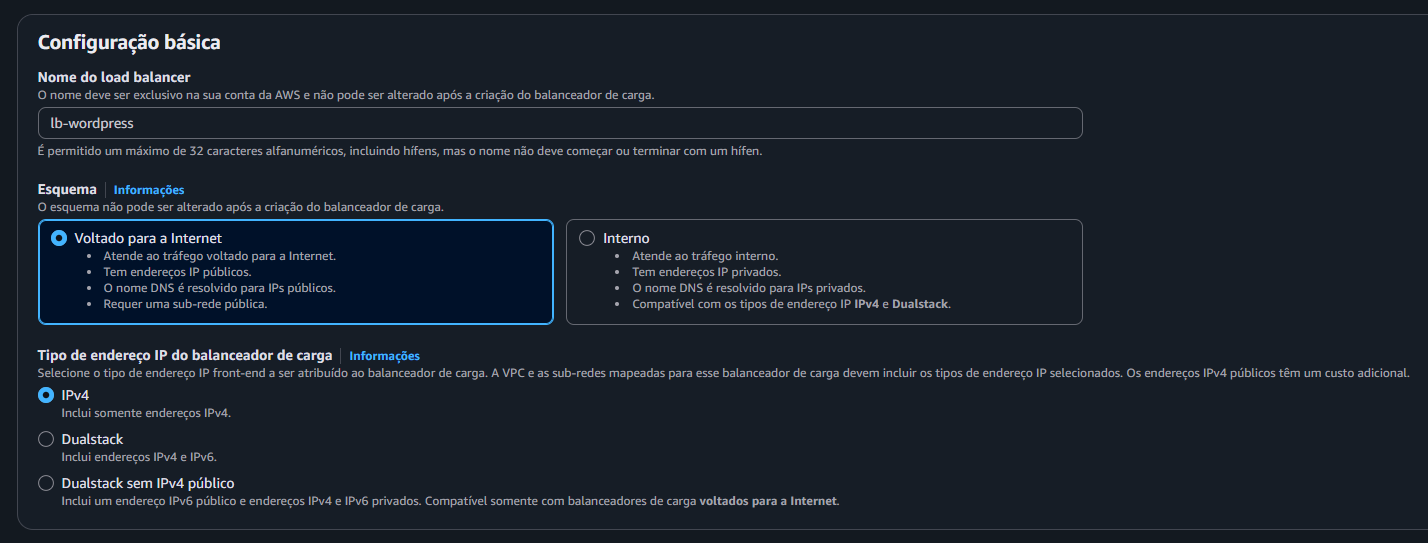 Configuração básica
Nome do load balancer
O nome deve ser exclusivo na sua conta da AWS e não pode ser alterado após a criação do balanceador de carga.
lb-wordpress
É permitido um máximo de 32 caracteres alfanuméricos, incluindo hífens, mas o nome não deve começar ou terminar com um hífen.
Esquema | Informações
O esquema não pode ser alterado após a criação do balanceador de carga.
Voltado para a Internet
• Atende ao tráfego voltado para a Internet.
• Tem endereços IP públicos.
• O nome DNS é resolvido para IPs públicos.
• Requer uma sub-rede pública.
Interno
• Atende ao tráfego interno.
• Tem endereços IP privados.
• O nome DNS é resolvido para IPs privados.
• Compatível com os tipos de endereço IP IPv4 e Dualstack.
Tipo de endereço IP do balanceador de carga | Informações
Selecione o tipo de endereço IP front-end a ser atribuído ao balanceador de carga. A VPC e as sub-redes mapeadas para esse balanceador de carga devem incluir os tipos de endereço IP selecionados. Os endereços IPv4 públicos têm um custo adicional.
IPv4
Inclui somente endereços IPv4.
Dualstack
Inclui endereços IPv4 e IPv6.
Dualstack sem IPv4 público
Inclui um endereço IPv6 público e endereços IPv4 e IPv6 privados. Compatível somente com balanceadores de carga voltados para a Internet.